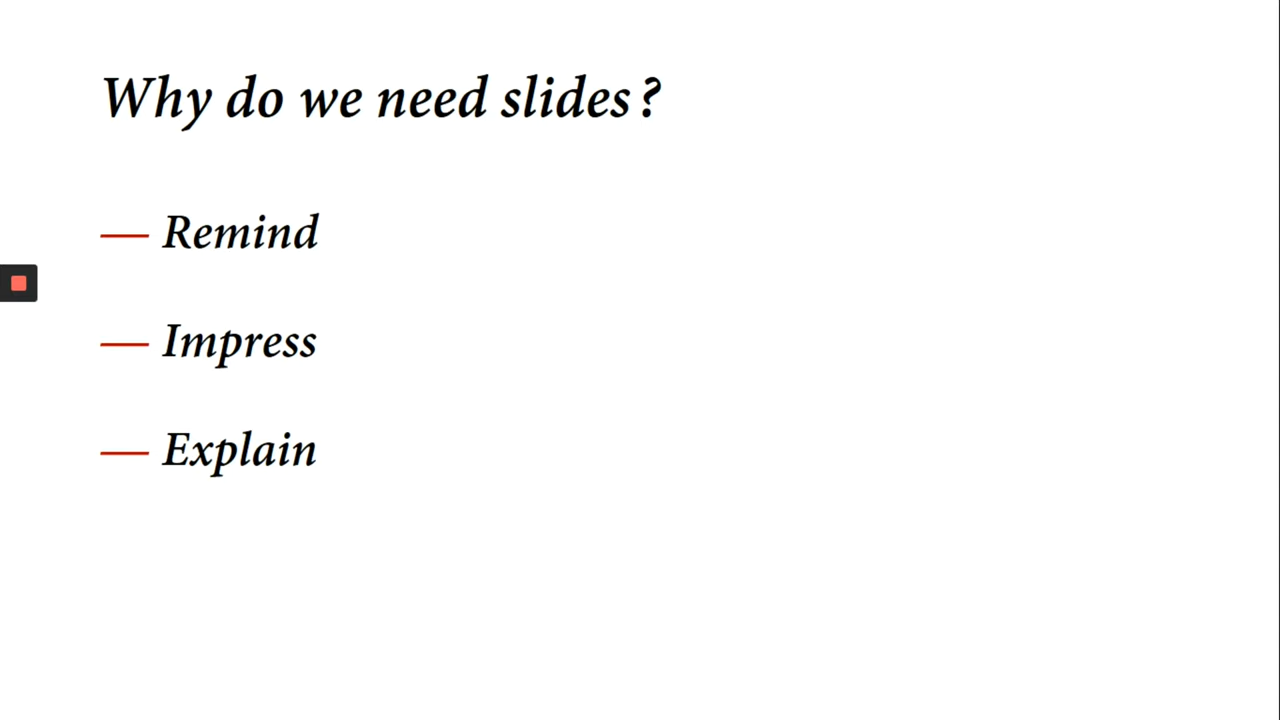 Why do we need slides?
— Remind
— Impress
— Explain